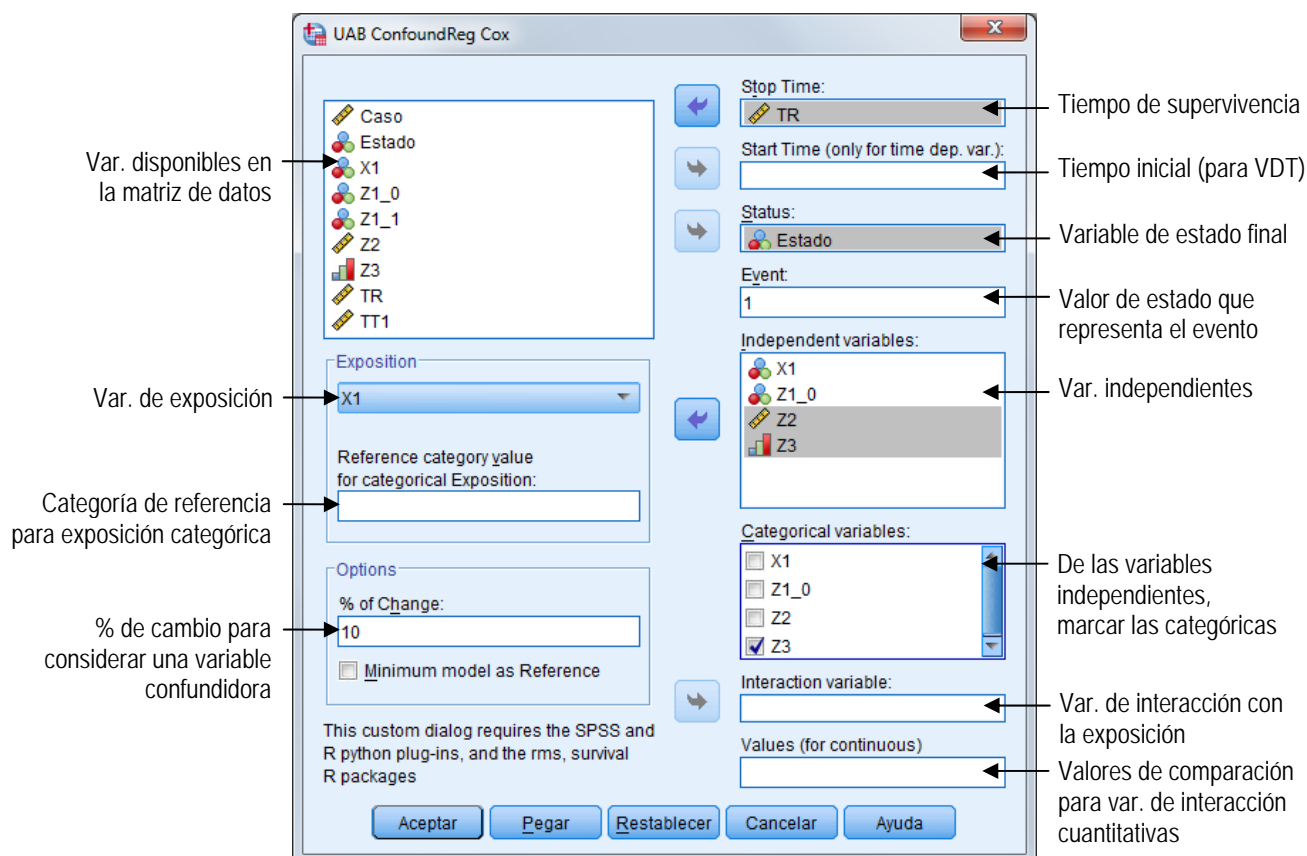 UAB ConfoundReg Cox
Var. disponibles en
la matriz de datos
Caso
Estado
X1
Z1_0
Z1_1
Z2
Z3
TR
TT1
Stop Time:
TR
Tiempo de supervivencia
Start Time (only for time dep. var.):
Tiempo inicial (para VDT)
Status:
Estado
Variable de estado final
Event:
1
Valor de estado que
representa el evento
Exposition
X1
Var. de exposición
Reference category value
for categorical Exposition:
Categoría de referencia
para exposición categórica
Independent variables:
X1
Z1_0
Z2
Z3
Var. independientes
Options
% of Change:
10
Minimum model as Reference
% de cambio para
considerar una variable
confundidora
Categorical variables:
X1
Z1_0
Z2
Z3
De las variables
independientes,
marcar las categóricas
Interaction variable:
Var. de interacción con
la exposición
Values (for continuous)
Valores de comparación
para var. de interacción
cuantitativas
This custom dialog requires the SPSS and
R python plug-ins, and the rms, survival
R packages
Aceptar
Pegar
Restablecer
Cancelar
Ayuda